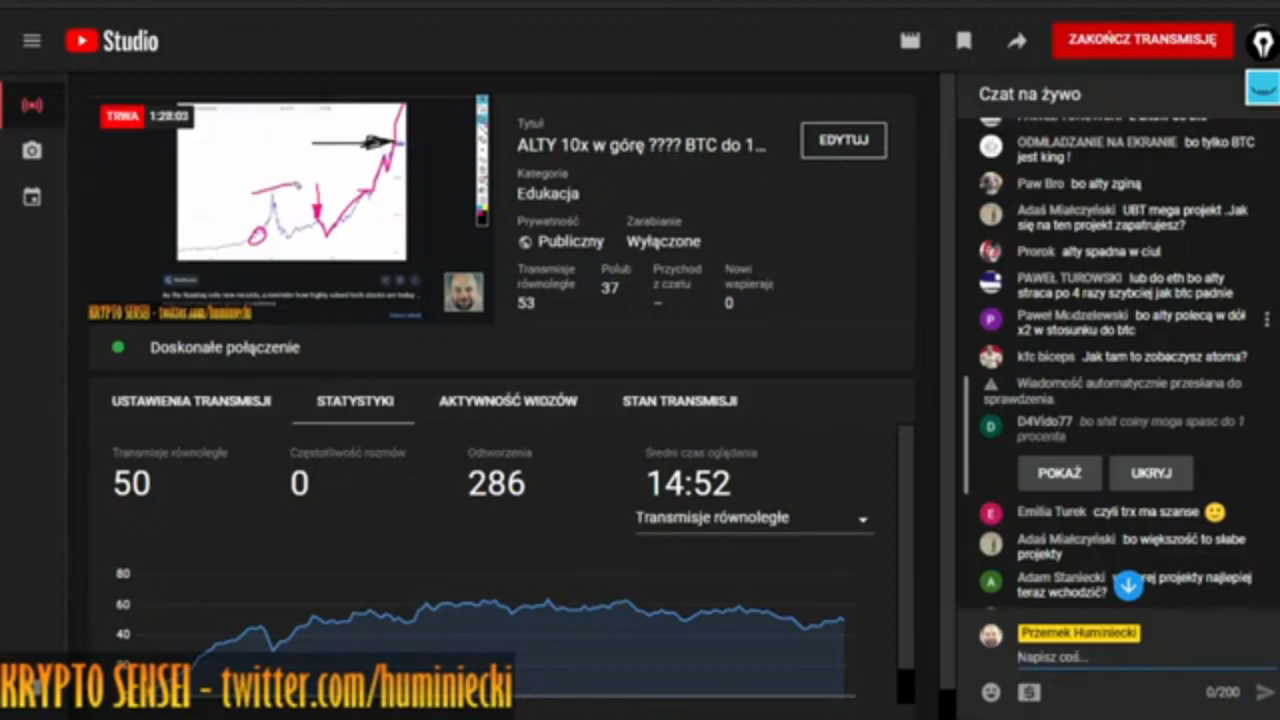 Studio
ZAKOŃCZ TRANSMISJĘ
TRWA 1:28:03
KRYPTO SENSEI - twitter.com/huminiecki
Tytuł
ALTY 10x w górę ???? BTC do 1...
EDYTUJ
Kategoria
Edukacja
Prywatność Zarabianie
Publiczny Wyłączone
Transmisje Polub Przychód Nowi
równoległe z czatu wspierają
53 37 – 0
Doskonałe połączenie
USTAWIENIA TRANSMISJI STATYSTYKI AKTYWNOŚĆ WIDZÓW STAN TRANSMISJI
Transmisje równoległe Częstotliwość rozmów Odtworzenia Średni czas oglądania
50 0 286 14:52
Transmisje równoległe
80
60
40
KRYPTO SENSEI - twitter.com/huminiecki
Czat na żywo
ODMŁADZANIE NA EKRANIE bo tylko BTC
jest king !
Paw Bro bo alty zginą
Adaś Miałczyński UBT mega projekt .Jak
się na ten projekt zapatrujesz?
Prorok alty spadna w ciul
PAWEŁ TUROWSKI lub do eth bo alty
straca po 4 razy szybciej jak btc padnie
Paweł Modzelewski bo alty polecą w dół
x2 w stosunku do btc
kfc biceps Jak tam to zobaczysz atoma?
Wiadomość automatycznie przesłana do
sprawdzenia.
D4Vido77 bo shit coiny moga spasc do 1
procenta
POKAŻ UKRYJ
Emilia Turek czyli trx ma szanse
Adaś Miałczyński bo większość to słabe
projekty
Adam Staniecki projekty najlepiej
teraz wchodzić?
Przemek Huminiecki
Napisz coś...
0/200